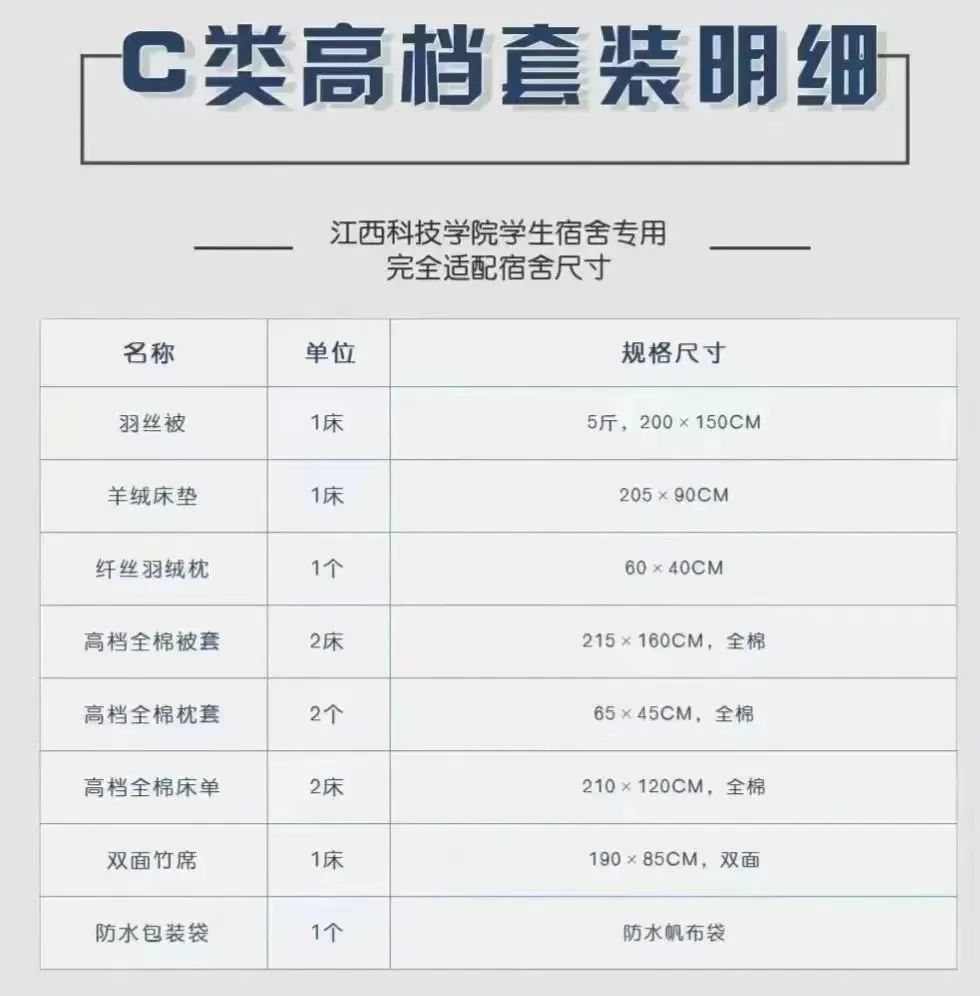 C类高档套装明细
江西科技学院学生宿舍专用
完全适配宿舍尺寸
名称 单位 规格尺寸
羽丝被 1床 5斤，200×150CM
羊绒床垫 1床 205×90CM
纤丝羽绒枕 1个 60×40CM
高档全棉被套 2床 215×160CM，全棉
高档全棉枕套 2个 65×45CM，全棉
高档全棉床单 2床 210×120CM，全棉
双面竹席 1床 190×85CM，双面
防水包装袋 1个 防水帆布袋